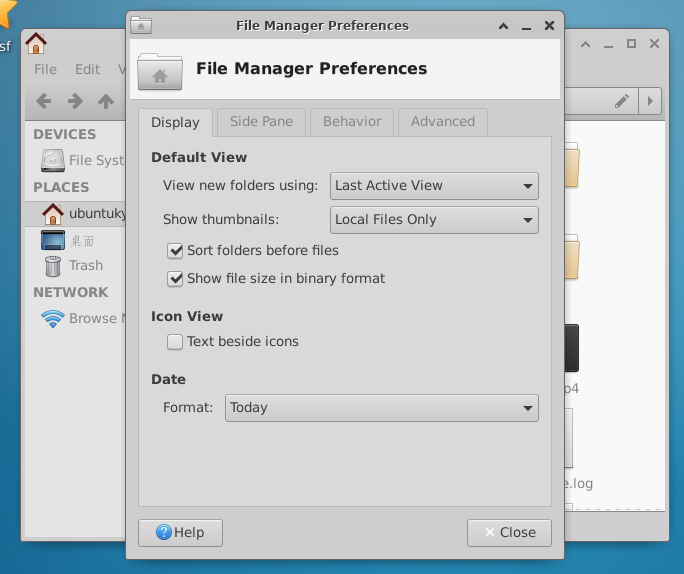 File Manager Preferences
sf
File Edit
File Manager Preferences
Display Side Pane Behavior Advanced
DEVICES
File Syst
PLACES
ubuntuky
桌面
Trash
NETWORK
Browse
Default View
View new folders using: Last Active View
Show thumbnails: Local Files Only
Sort folders before files
Show file size in binary format
Icon View
Text beside icons
Date
Format: Today
p4
e.log
Help Close